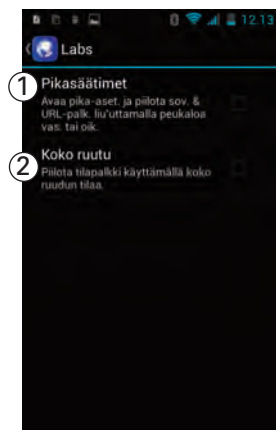 12.13
Labs
1
Pikasäätimet
Avaa pika-aset. ja piilota sov. &
URL-palk. liu'uttamalla peukaloa
vas. tai oik.
2
Koko ruutu
Piilota tilapalkki käyttämällä koko
ruudun tilaa.